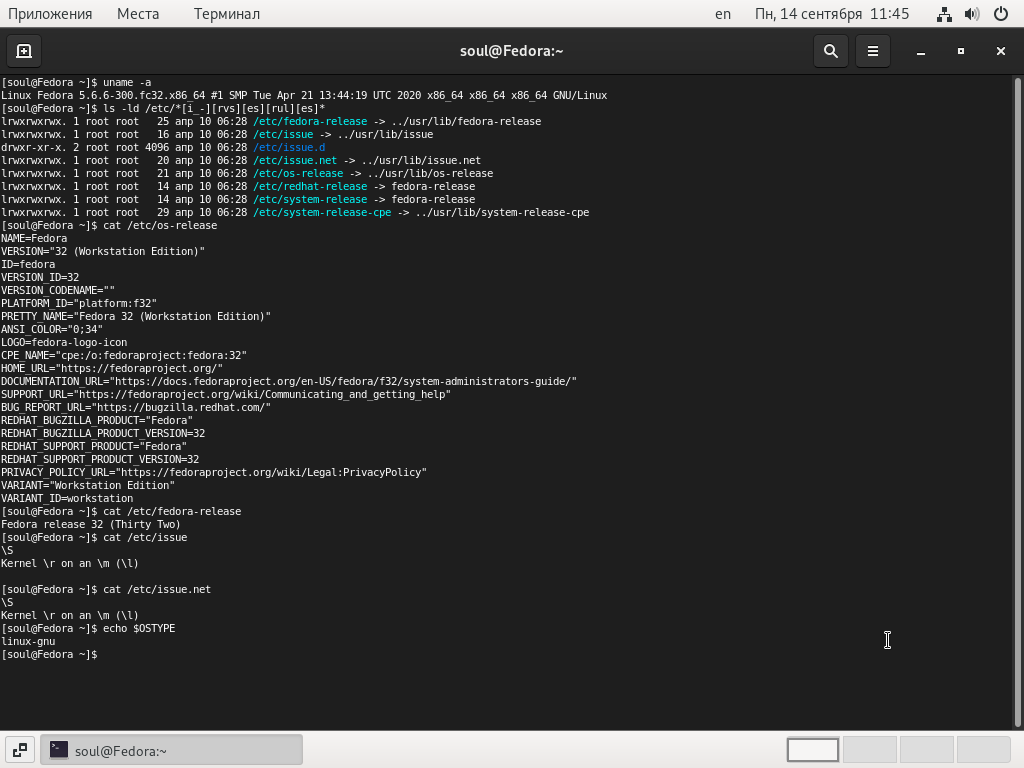 Приложения Места Терминал en Пн, 14 сентября 11:45
soul@Fedora:~
[soul@Fedora ~]$ uname -a
Linux Fedora 5.6.6-300.fc32.x86_64 #1 SMP Tue Apr 21 13:44:19 UTC 2020 x86_64 x86_64 x86_64 GNU/Linux
[soul@Fedora ~]$ ls -ld /etc/*[i_-][rvs][es][rul][es]*
lrwxrwxrwx. 1 root root   25 апр 10 06:28 /etc/fedora-release -> ../usr/lib/fedora-release
lrwxrwxrwx. 1 root root   16 апр 10 06:28 /etc/issue -> ../usr/lib/issue
drwxr-xr-x. 2 root root 4096 апр 10 06:28 /etc/issue.d
lrwxrwxrwx. 1 root root   20 апр 10 06:28 /etc/issue.net -> ../usr/lib/issue.net
lrwxrwxrwx. 1 root root   21 апр 10 06:28 /etc/os-release -> ../usr/lib/os-release
lrwxrwxrwx. 1 root root   14 апр 10 06:28 /etc/redhat-release -> fedora-release
lrwxrwxrwx. 1 root root   14 апр 10 06:28 /etc/system-release -> fedora-release
lrwxrwxrwx. 1 root root   29 апр 10 06:28 /etc/system-release-cpe -> ../usr/lib/system-release-cpe
[soul@Fedora ~]$ cat /etc/os-release
NAME=Fedora
VERSION="32 (Workstation Edition)"
ID=fedora
VERSION_ID=32
VERSION_CODENAME=""
PLATFORM_ID="platform:f32"
PRETTY_NAME="Fedora 32 (Workstation Edition)"
ANSI_COLOR="0;34"
LOGO=fedora-logo-icon
CPE_NAME="cpe:/o:fedoraproject:fedora:32"
HOME_URL="https://fedoraproject.org/"
DOCUMENTATION_URL="https://docs.fedoraproject.org/en-US/fedora/f32/system-administrators-guide/"
SUPPORT_URL="https://fedoraproject.org/wiki/Communicating_and_getting_help"
BUG_REPORT_URL="https://bugzilla.redhat.com/"
REDHAT_BUGZILLA_PRODUCT="Fedora"
REDHAT_BUGZILLA_PRODUCT_VERSION=32
REDHAT_SUPPORT_PRODUCT="Fedora"
REDHAT_SUPPORT_PRODUCT_VERSION=32
PRIVACY_POLICY_URL="https://fedoraproject.org/wiki/Legal:PrivacyPolicy"
VARIANT="Workstation Edition"
VARIANT_ID=workstation
[soul@Fedora ~]$ cat /etc/fedora-release
Fedora release 32 (Thirty Two)
[soul@Fedora ~]$ cat /etc/issue
\S
Kernel \r on an \m (\l)
[soul@Fedora ~]$ cat /etc/issue.net
\S
Kernel \r on an \m (\l)
[soul@Fedora ~]$ echo $OSTYPE
linux-gnu
[soul@Fedora ~]$
soul@Fedora:~